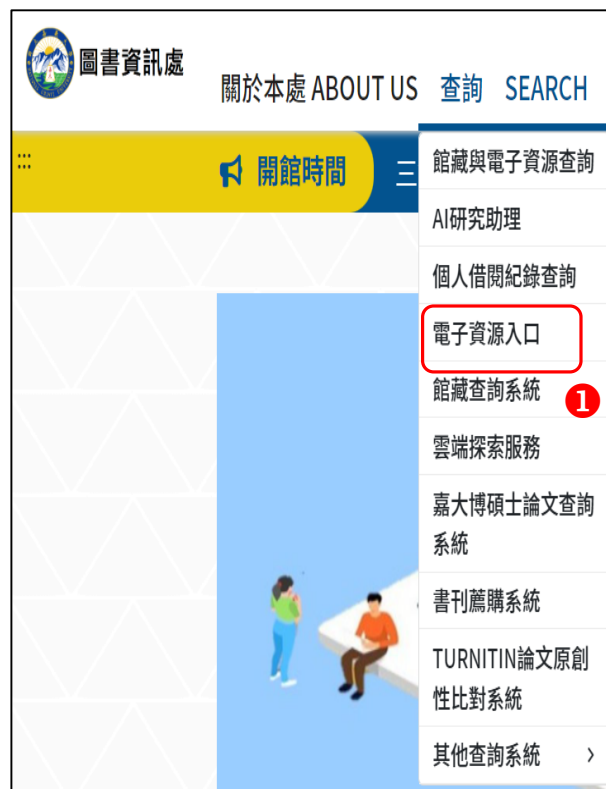 圖書資訊處
關於本處 ABOUT US 查詢 SEARCH
:::
開館時間
三
館藏與電子資源查詢
AI研究助理
個人借閱紀錄查詢
電子資源入口
館藏查詢系統
1
雲端探索服務
嘉大博碩士論文查詢
系統
書刊薦購系統
TURNITIN論文原創
性比對系統
其他查詢系統 >